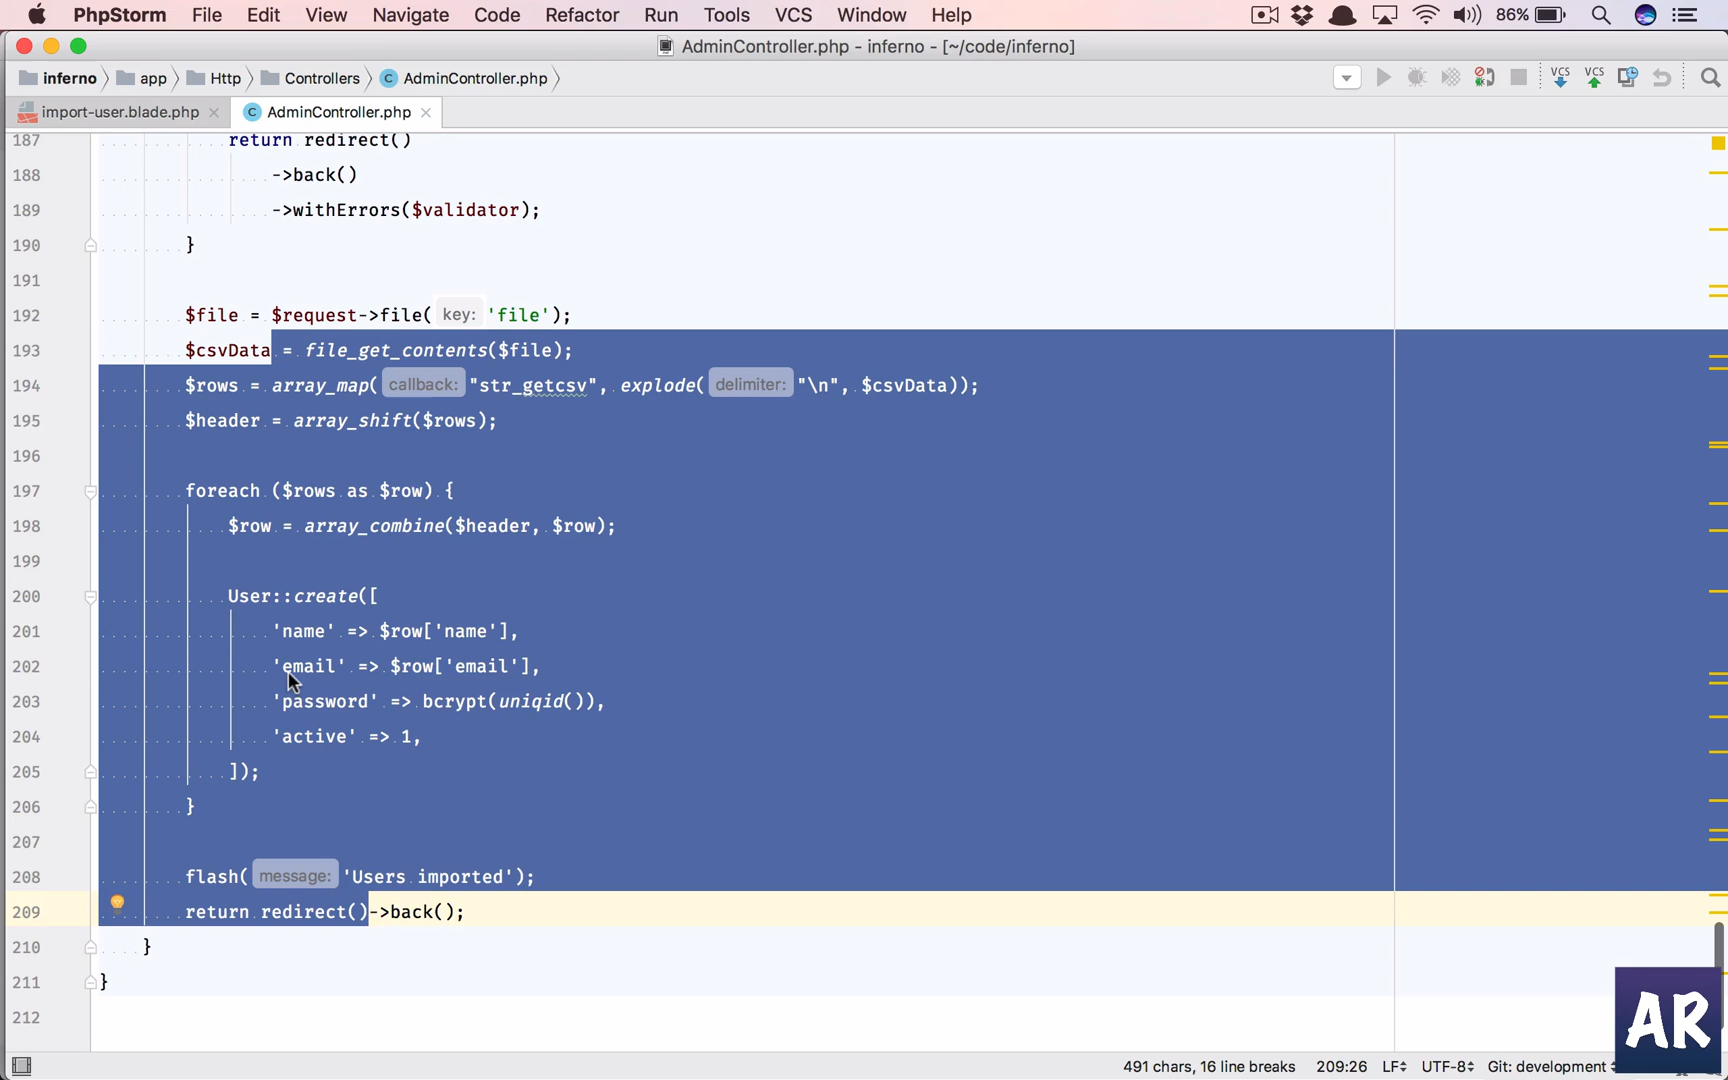 PhpStorm File Edit View Navigate Code Refactor Run Tools VCS Window Help 86%
AdminController.php - inferno - [~/code/inferno]
inferno app Http Controllers C AdminController.php VCS VCS
import-user.blade.php C AdminController.php
187 return redirect()
188 ->back()
189 ->withErrors($validator);
190 }
191
192 $file = $request->file( key: 'file');
193 $csvData = file_get_contents($file);
194 $rows = array_map( callback: "str_getcsv", explode( delimiter: "\n", $csvData));
195 $header = array_shift($rows);
196
197 foreach ($rows as $row) {
198 $row = array_combine($header, $row);
199
200 User::create([
201 'name' => $row['name'],
202 'email' => $row['email'],
203 'password' => bcrypt(uniqid()),
204 'active' => 1,
205 ]);
206 }
207
208 flash( message: 'Users imported');
209 return redirect()->back();
210 }
211 }
212
AR
491 chars, 16 line breaks 209:26 LF UTF-8 Git: development